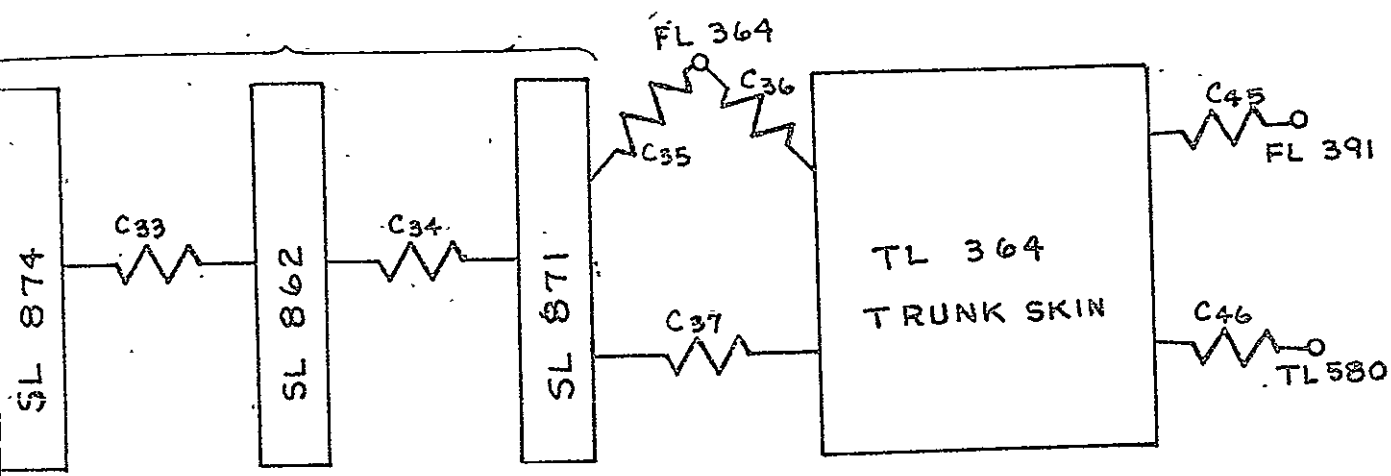 FL 364
C36
C45
FL 391
C35
C33
C34
SL 874
SL 862
SL 871
TL 364
TRUNK SKIN
C37
C46
TL 580